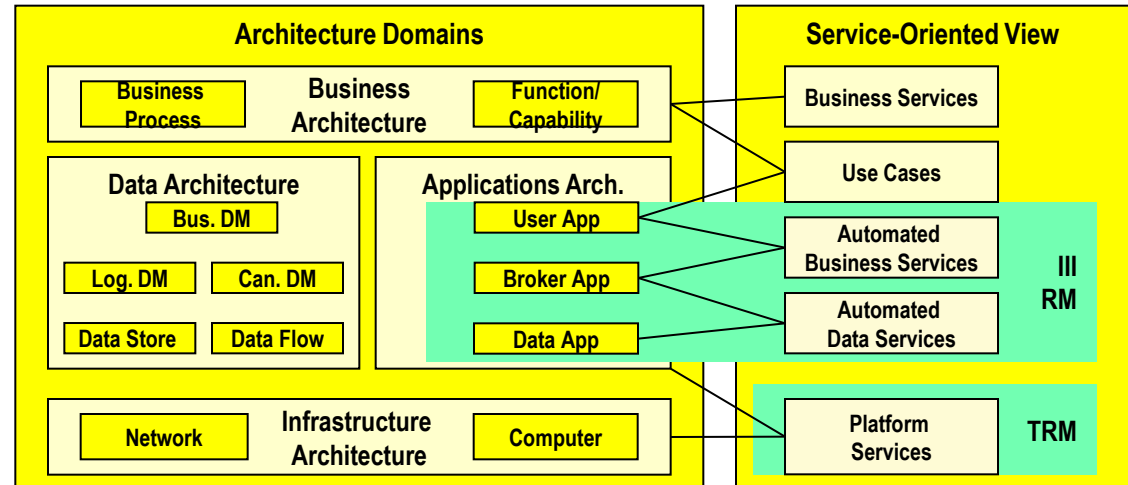 Architecture Domains
Business
Process
Business
Architecture
Function/
Capability
Data Architecture
Bus. DM
Log. DM
Can. DM
Data Store
Data Flow
Applications Arch.
User App
Broker App
Data App
Network
Infrastructure
Architecture
Computer
Service-Oriented View
Business Services
Use Cases
Automated
Business Services
Automated
Data Services
III
RM
Platform
Services
TRM